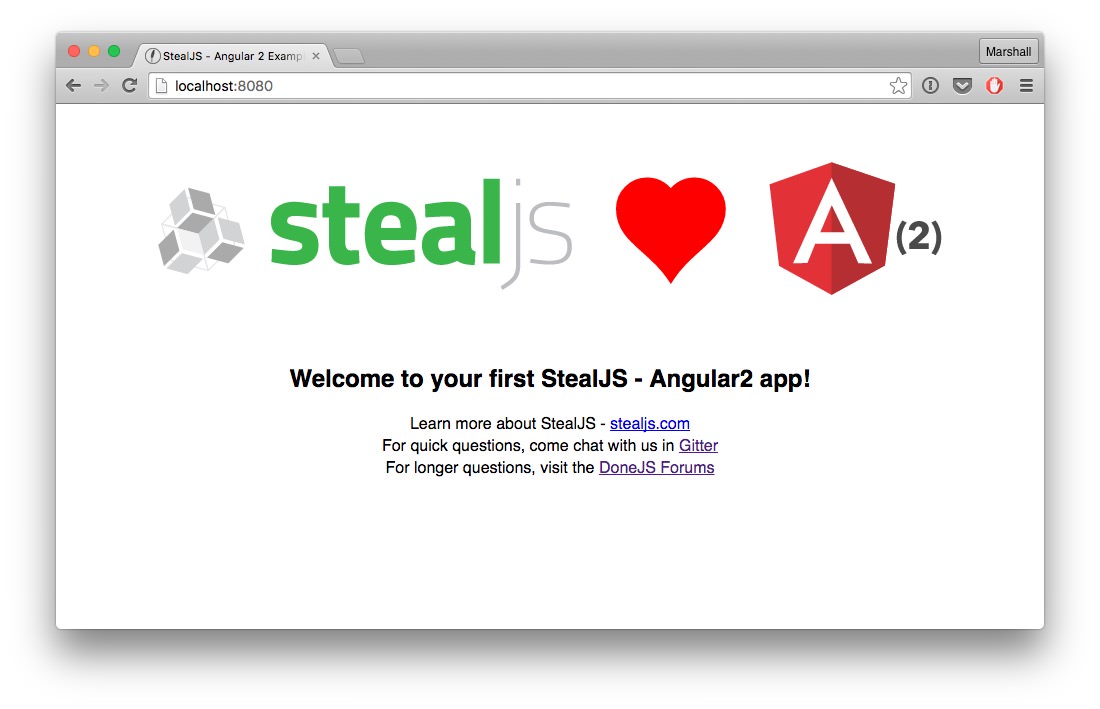 StealJS - Angular 2 Examp
Marshall
localhost:8080
stealjs
A
(2)
Welcome to your first StealJS - Angular2 app!
Learn more about StealJS - stealjs.com
For quick questions, come chat with us in Gitter
For longer questions, visit the DoneJS Forums